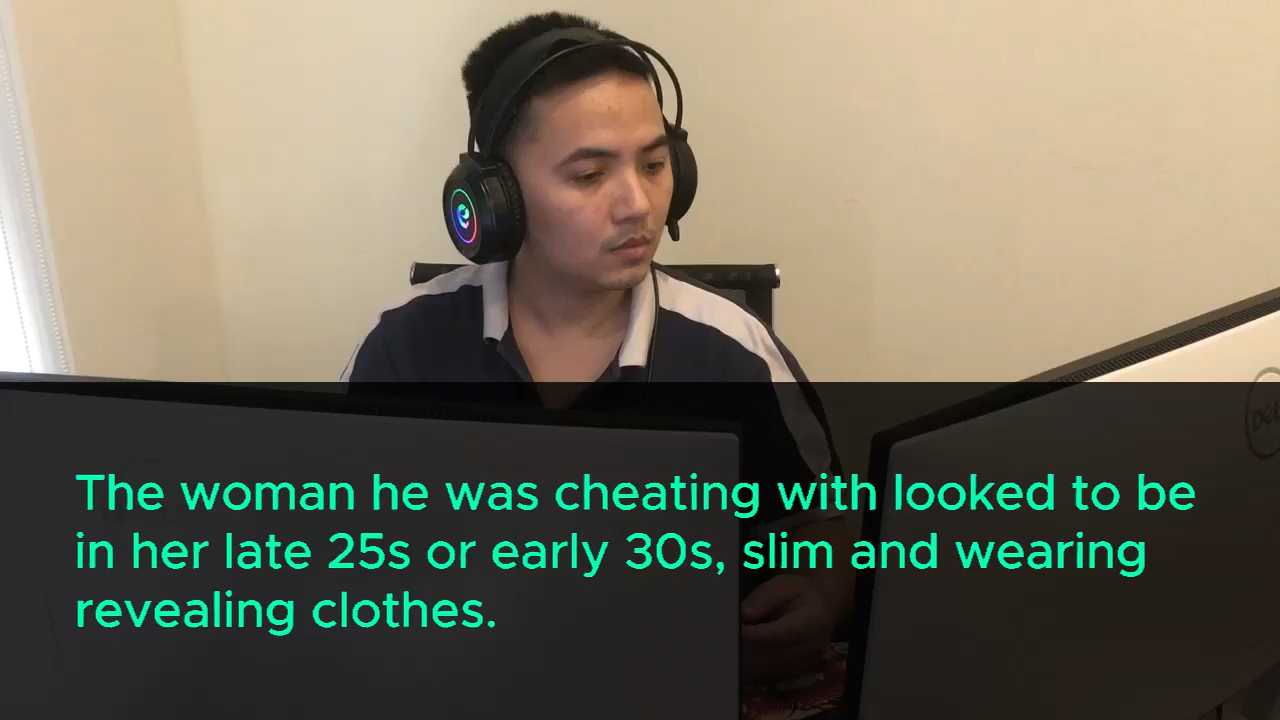 The woman he was cheating with looked to be
in her late 25s or early 30s, slim and wearing
revealing clothes.
DELL